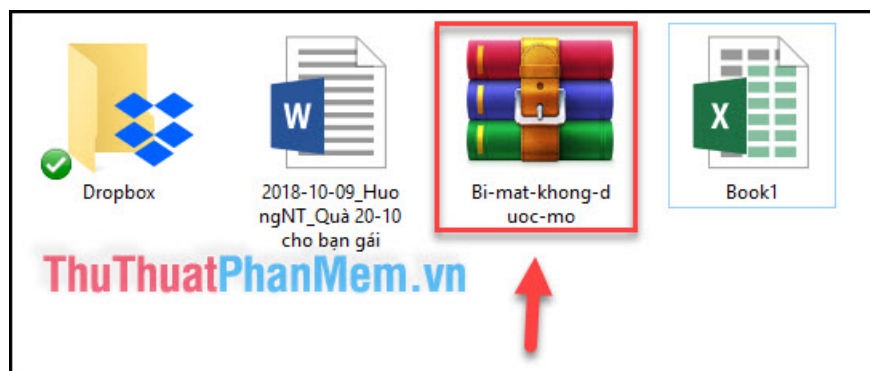 Dropbox
2018-10-09_Huo
ngNT_Quà 20-10
cho bạn gái
Bi-mat-khong-d
uoc-mo
Book1
W
X
ThuThuatPhanMem.vn